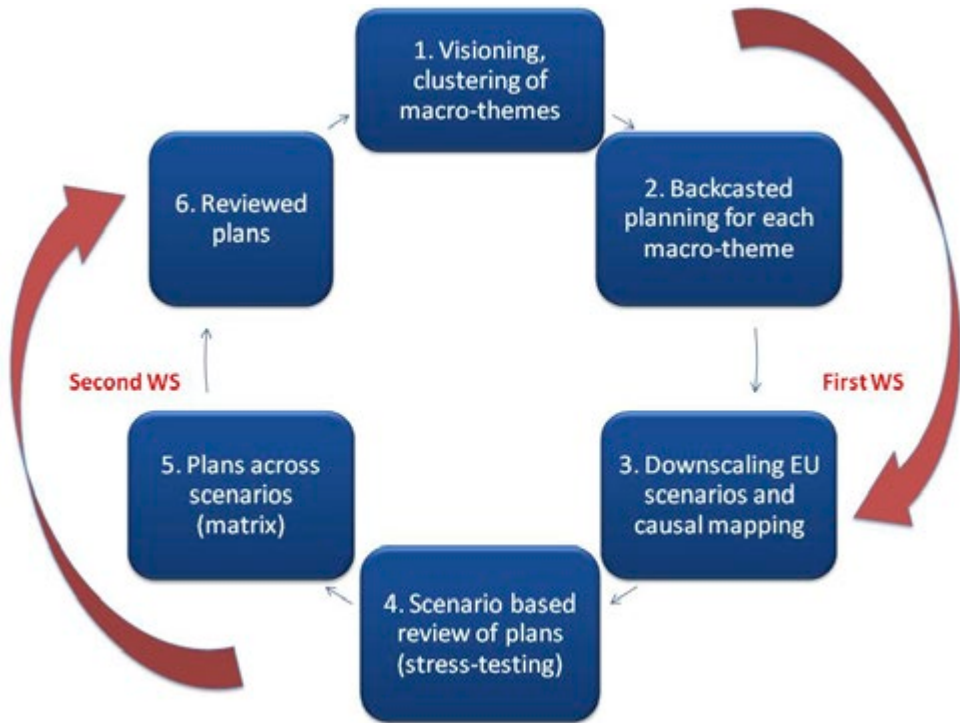 1. Visioning,
clustering of
macro-themes
2. Backcasted
planning for each
macro-theme
First WS
3. Downscaling EU
scenarios and
causal mapping
4. Scenario based
review of plans
(stress-testing)
5. Plans across
scenarios
(matrix)
Second WS
6. Reviewed
plans